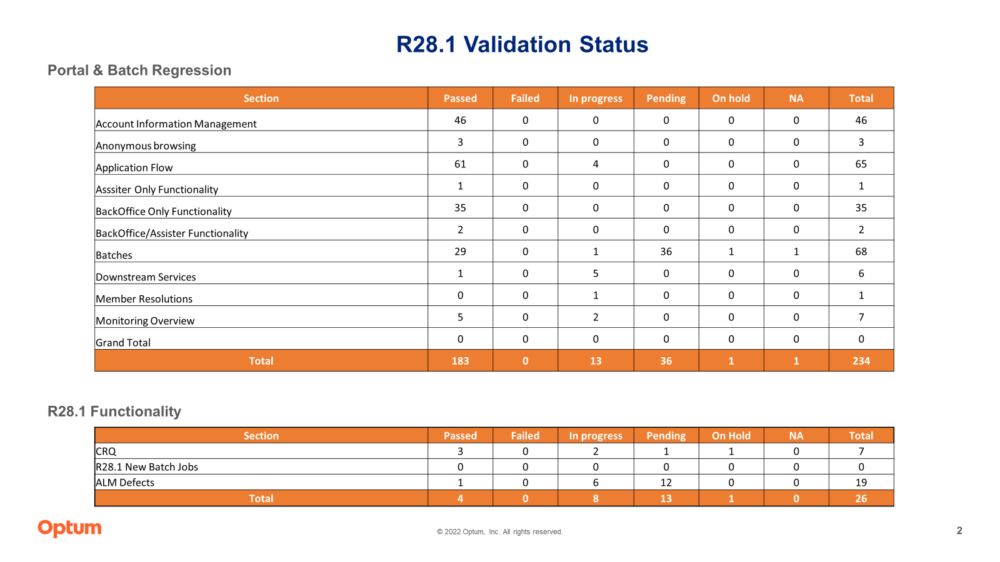 R28.1 Validation Status
Portal & Batch Regression
Section Passed Failed In progress Pending On hold NA Total
Account Information Management 46 0 0 0 0 0 46
Anonymous browsing 3 0 0 0 0 0 3
Application Flow 61 0 4 0 0 0 65
Asssiter Only Functionality 1 0 0 0 0 0 1
BackOffice Only Functionality 35 0 0 0 0 0 35
BackOffice/Assister Functionality 2 0 0 0 0 0 2
Batches 29 0 1 36 1 1 68
Downstream Services 1 0 5 0 0 0 6
Member Resolutions 0 0 1 0 0 0 1
Monitoring Overview 5 0 2 0 0 0 7
Grand Total 0 0 0 0 0 0 0
Total 183 0 13 36 1 1 234
R28.1 Functionality
Section Passed Failed In progress Pending On Hold NA Total
CRQ 3 0 2 1 1 0 7
R28.1 New Batch Jobs 0 0 0 0 0 0 0
ALM Defects 1 0 6 12 0 0 19
Total 4 0 8 13 1 0 26
Optum
© 2022 Optum, Inc. All rights reserved.
2